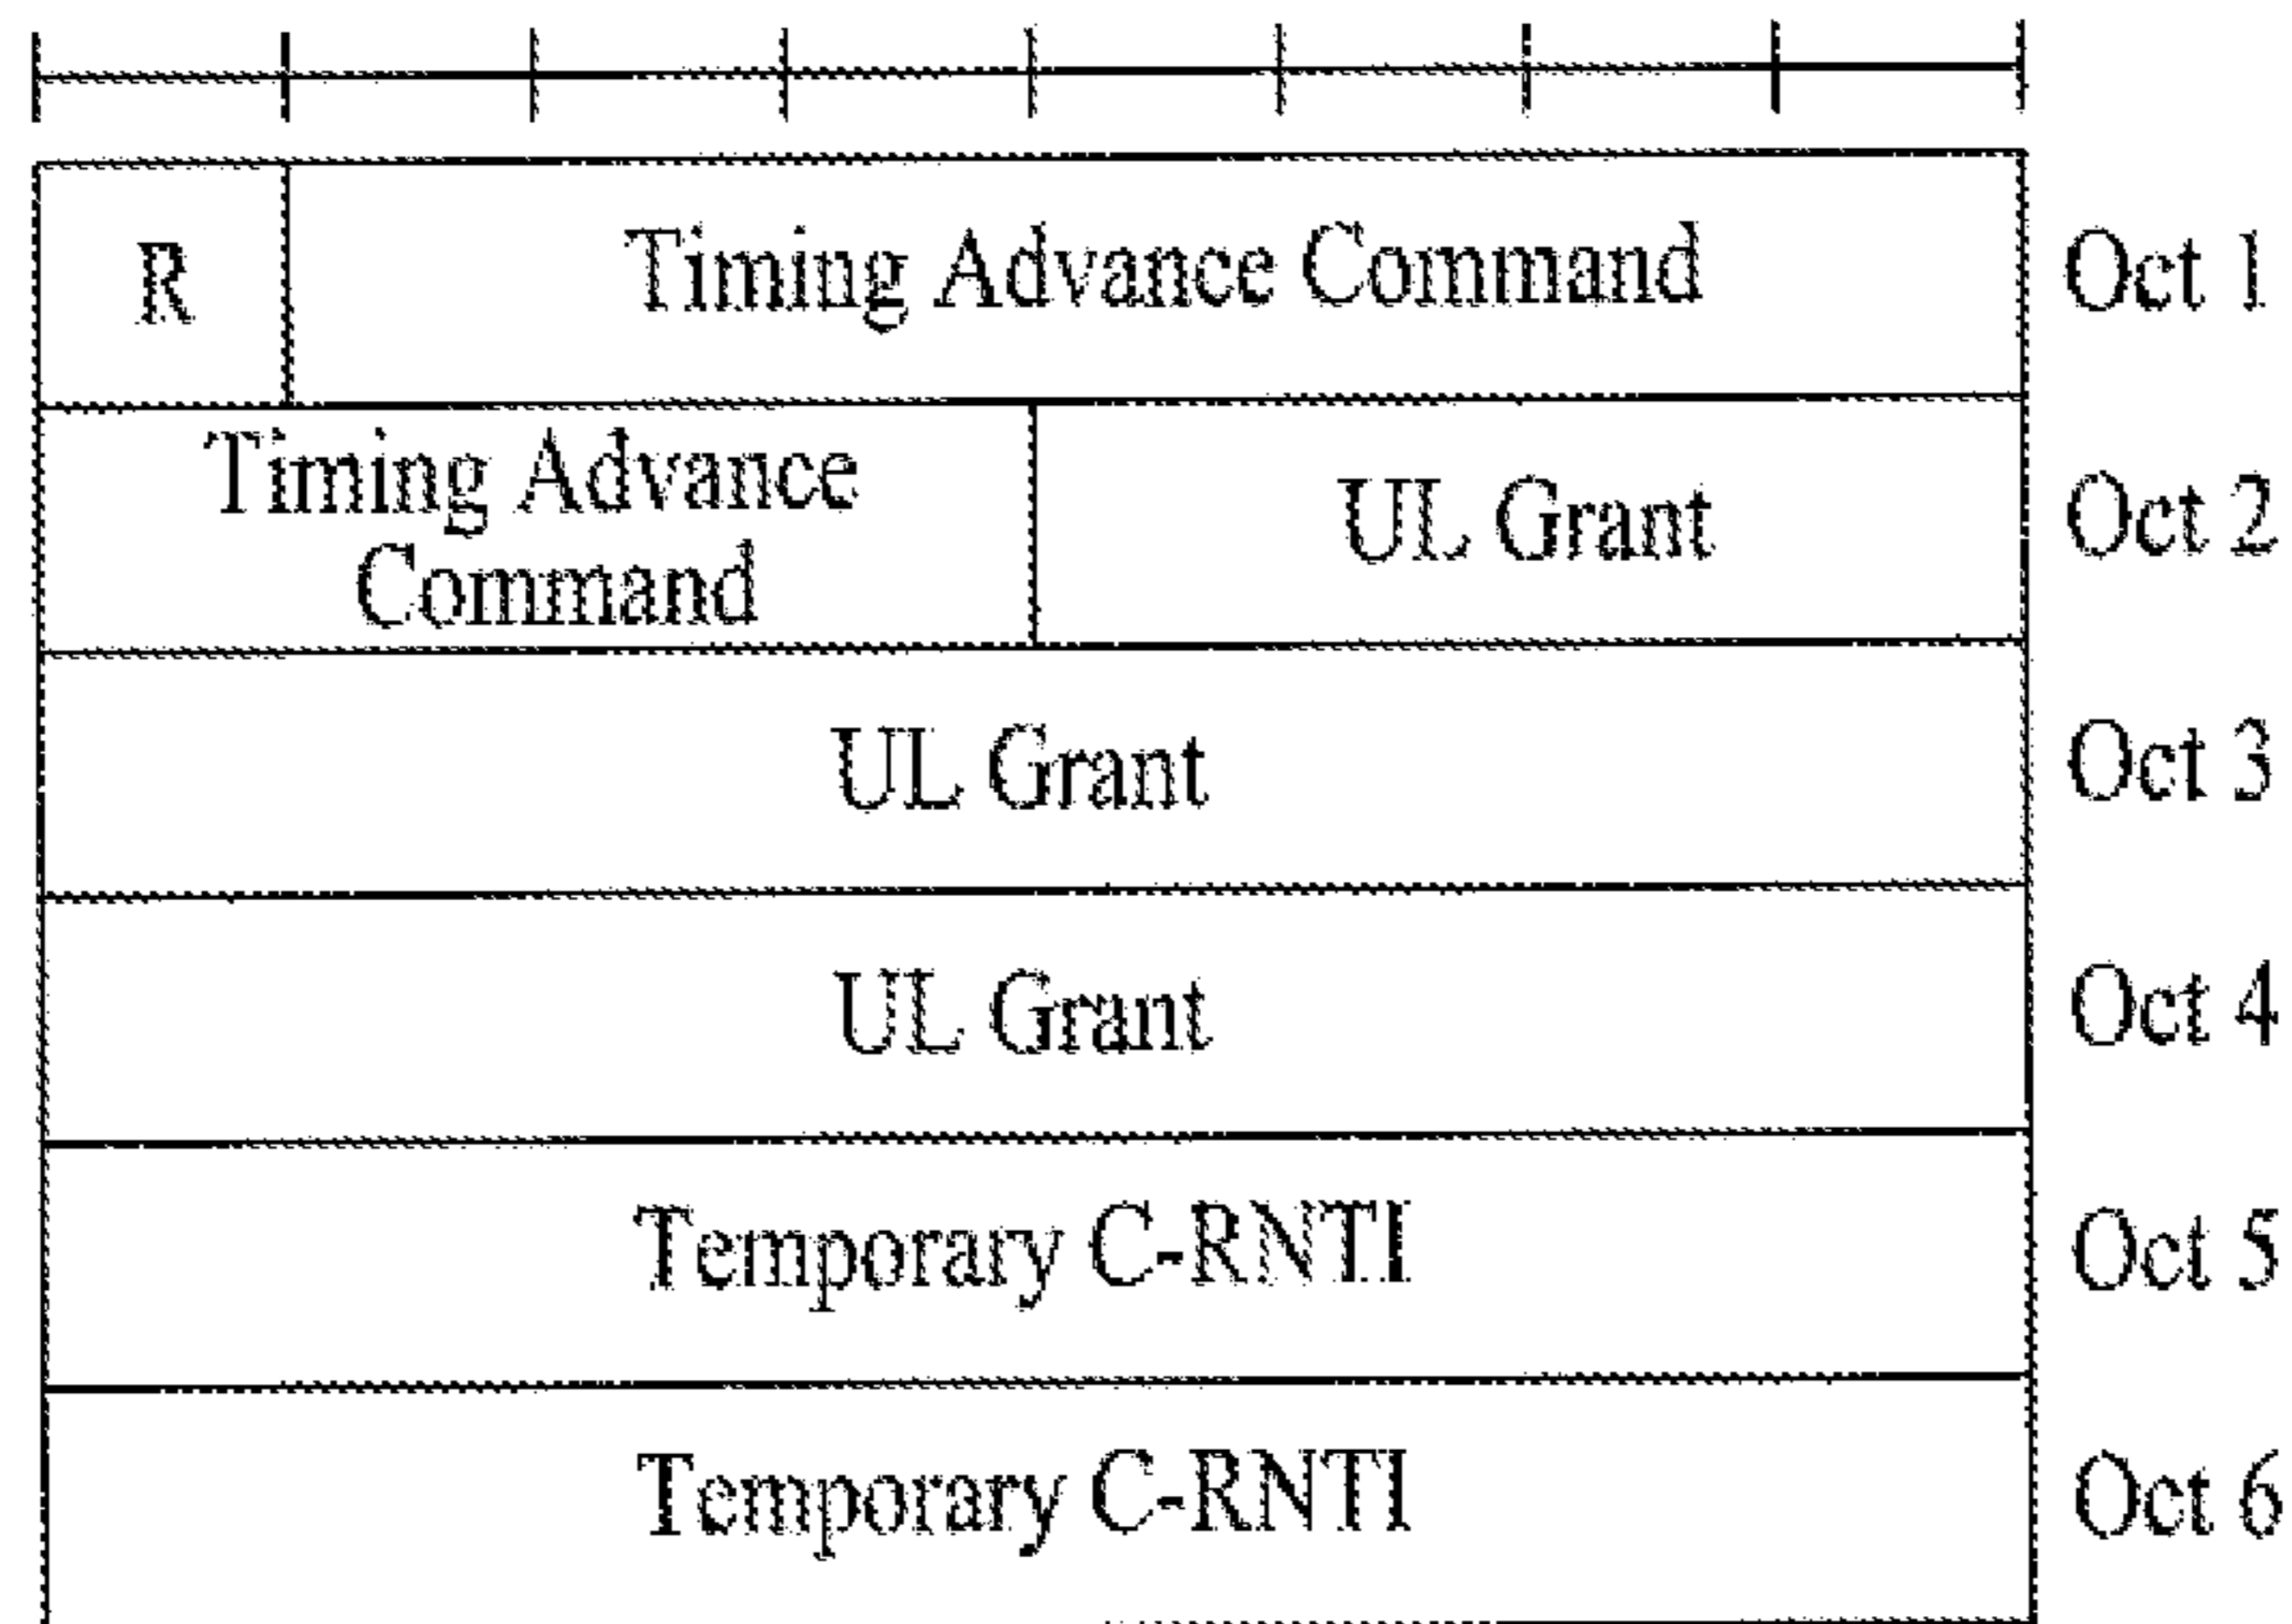 R Timing Advance Command Oct 1
Timing Advance
Command
UL Grant Oct 2
UL Grant Oct 3
UL Grant Oct 4
Temporary C-RNTI Oct 5
Temporary C-RNTI Oct 6